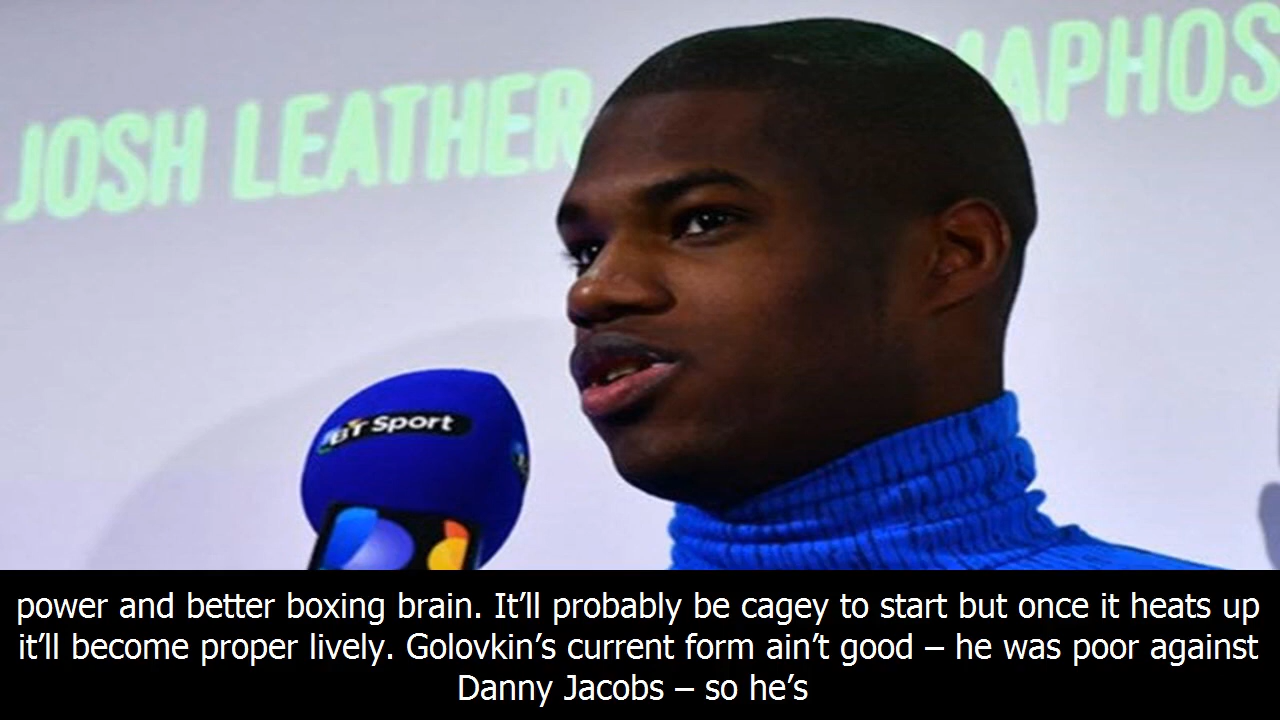 JOSH LEATHER
MAPHOS
BT Sport
power and better boxing brain. It’ll probably be cagey to start but once it heats up
it’ll become proper lively. Golovkin’s current form ain’t good – he was poor against
Danny Jacobs – so he’s